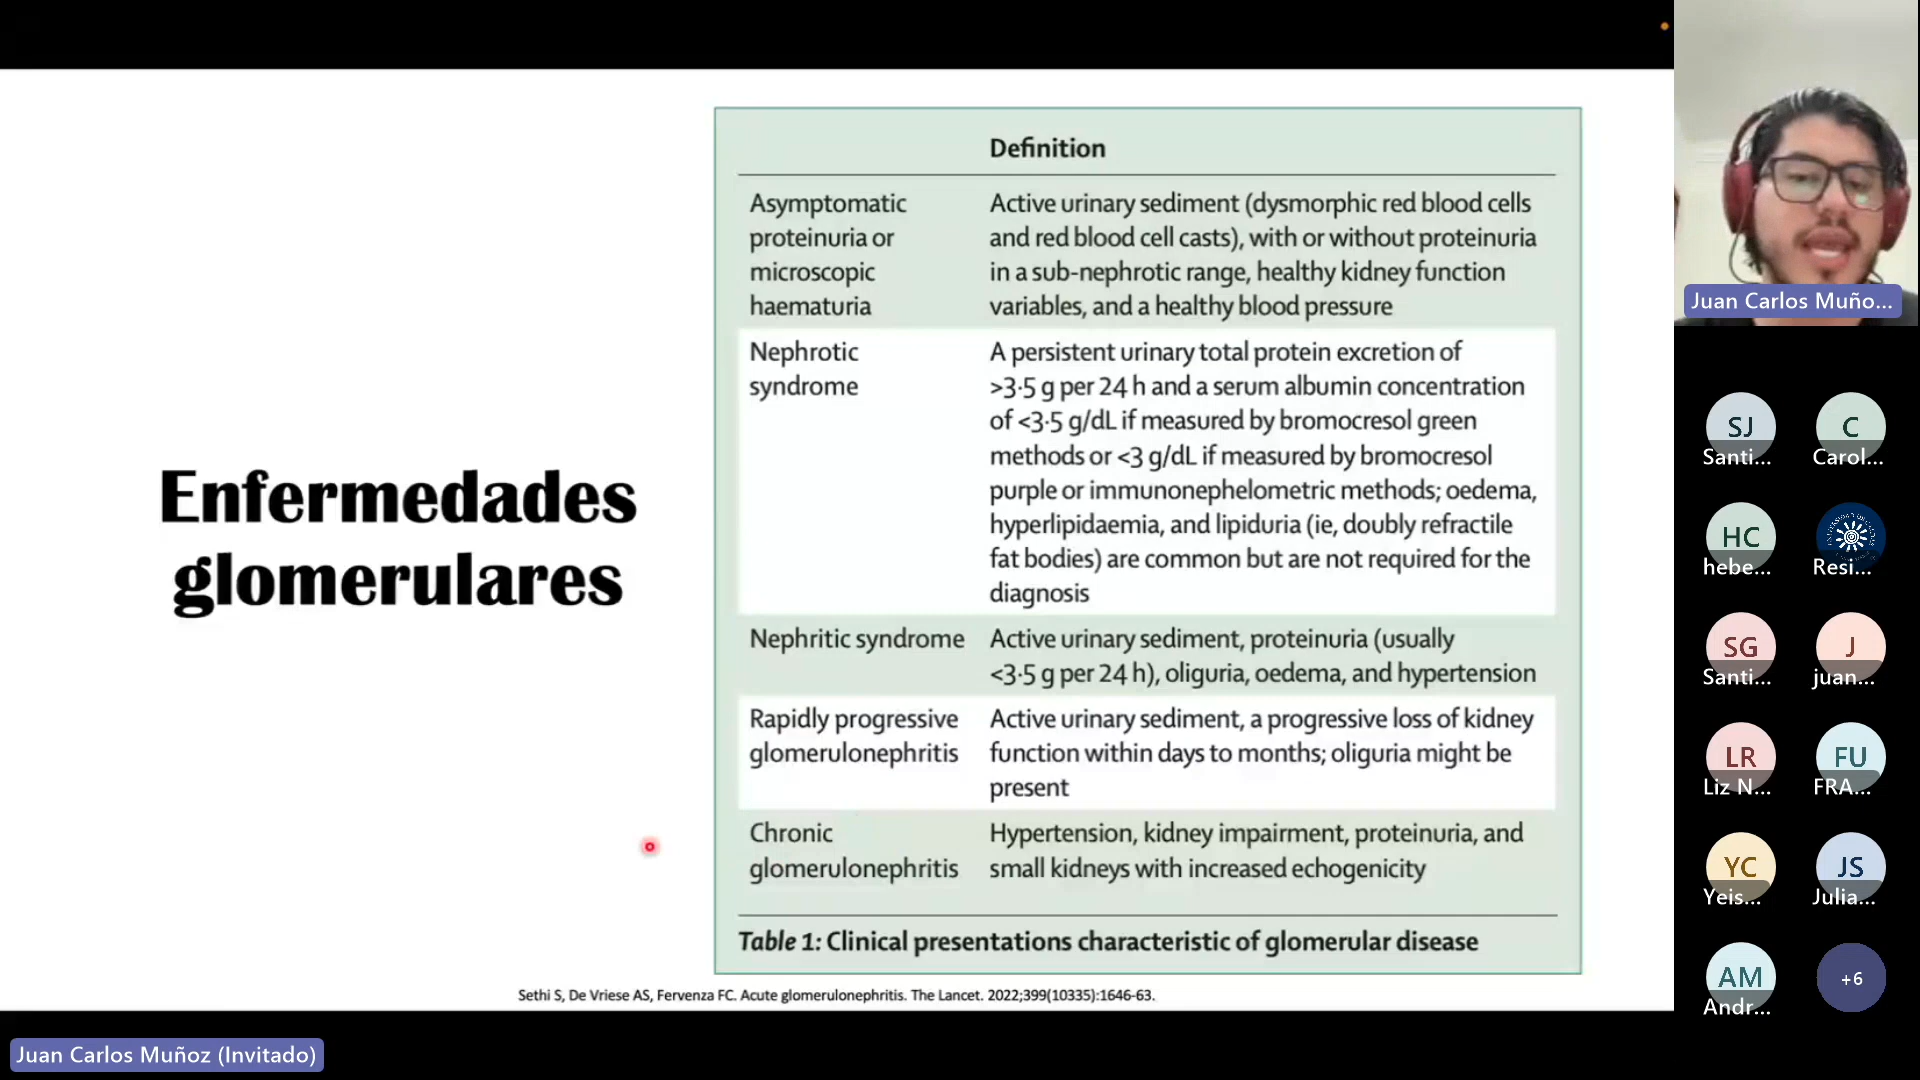 Enfermedades
glomerulares
Definition
Asymptomatic
proteinuria or
microscopic
haematuria
Active urinary sediment (dysmorphic red blood cells
and red blood cell casts), with or without proteinuria
in a sub-nephrotic range, healthy kidney function
variables, and a healthy blood pressure
Nephrotic
syndrome
A persistent urinary total protein excretion of
>3·5 g per 24 h and a serum albumin concentration
of <3·5 g/dL if measured by bromocresol green
methods or <3 g/dL if measured by bromocresol
purple or immunonephelometric methods; oedema,
hyperlipidaemia, and lipiduria (ie, doubly refractile
fat bodies) are common but are not required for the
diagnosis
Nephritic syndrome
Active urinary sediment, proteinuria (usually
<3·5 g per 24 h), oliguria, oedema, and hypertension
Rapidly progressive
glomerulonephritis
Active urinary sediment, a progressive loss of kidney
function within days to months; oliguria might be
present
Chronic
glomerulonephritis
Hypertension, kidney impairment, proteinuria, and
small kidneys with increased echogenicity
Table 1: Clinical presentations characteristic of glomerular disease
Sethi S, De Vriese AS, Fervenza FC. Acute glomerulonephritis. The Lancet. 2022;399(10335):1646-63.
Juan Carlos Muñoz (Invitado)
Juan Carlos Muño...
SJ
Santi...
C
Carol...
HC
hebe...
Resi...
SG
Santi...
J
juan...
LR
Liz N...
FU
FRA...
YC
Yeis...
JS
Julia...
AM
Andr...
+6